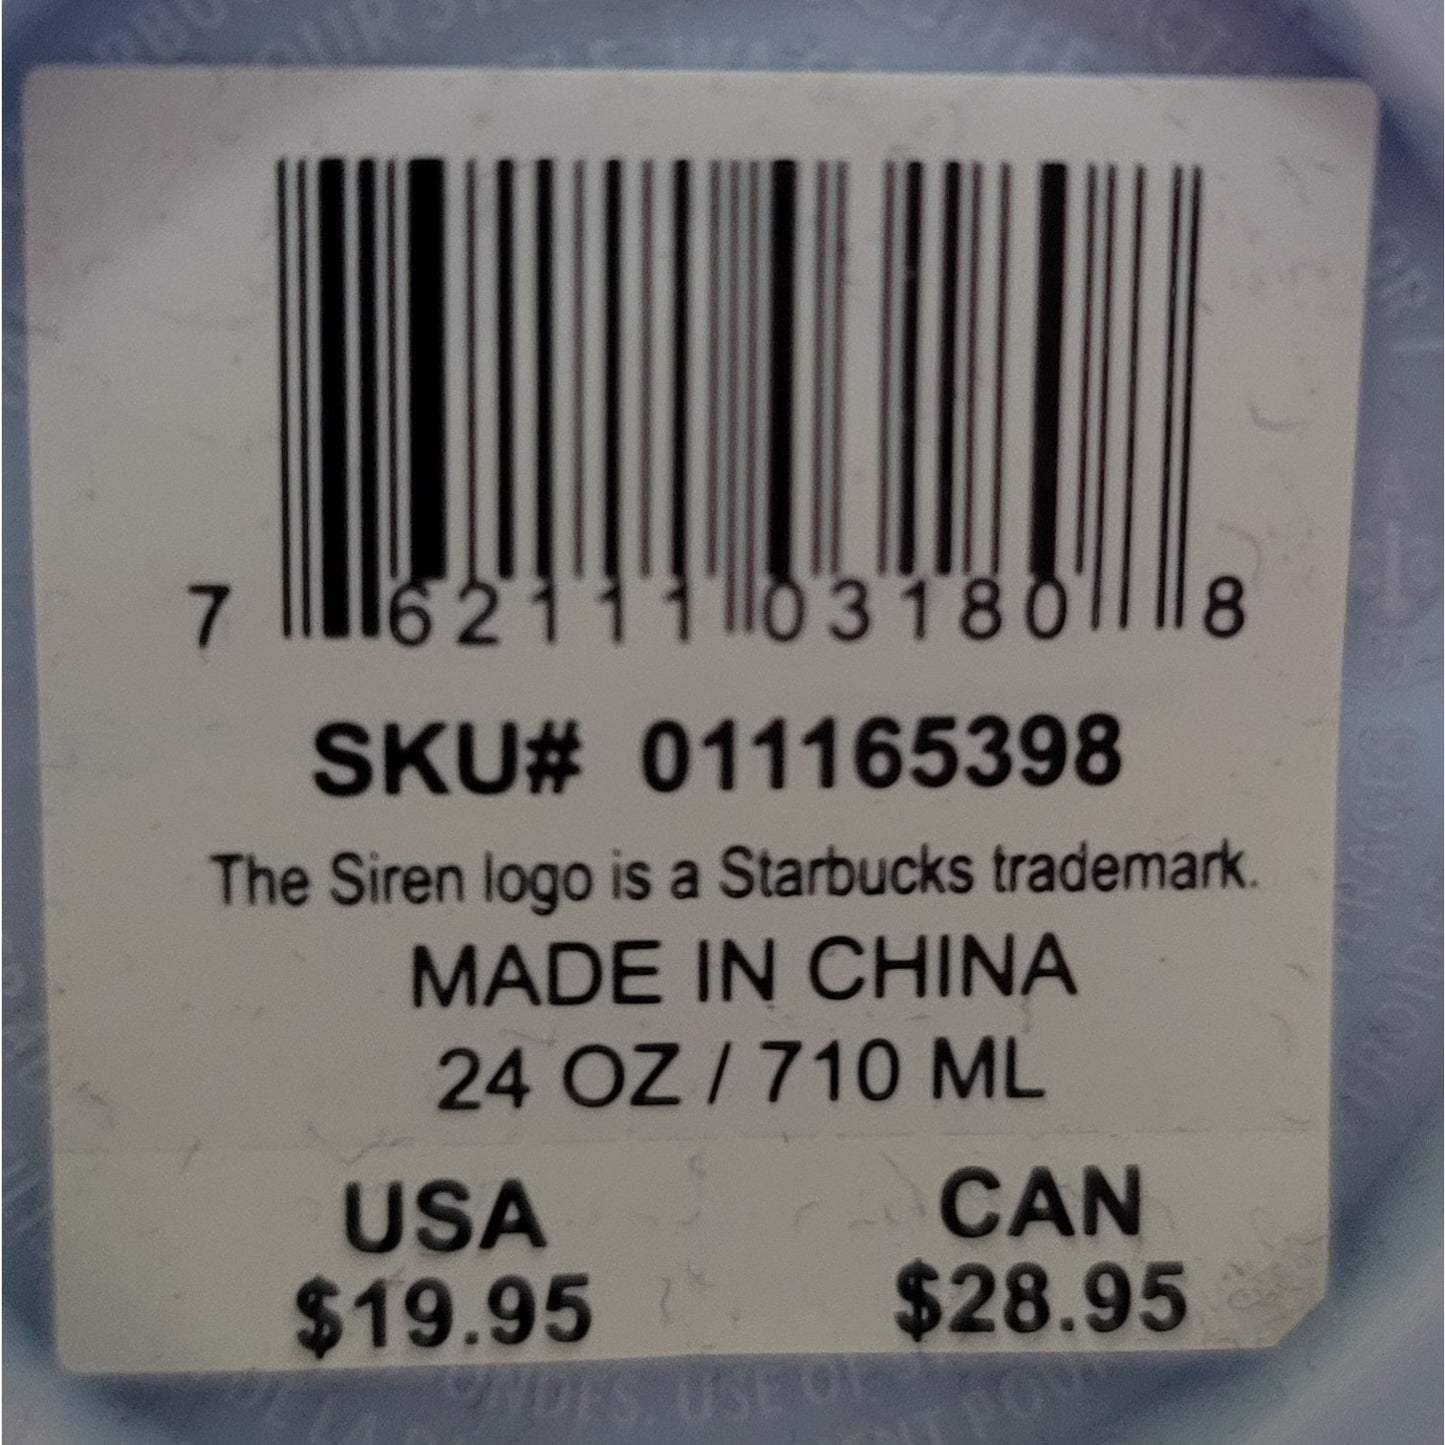 7 62111 03180 8
SKU# 011165398
The Siren logo is a Starbucks trademark.
MADE IN CHINA
24 OZ / 710 ML
USA CAN
$19.95 $28.95